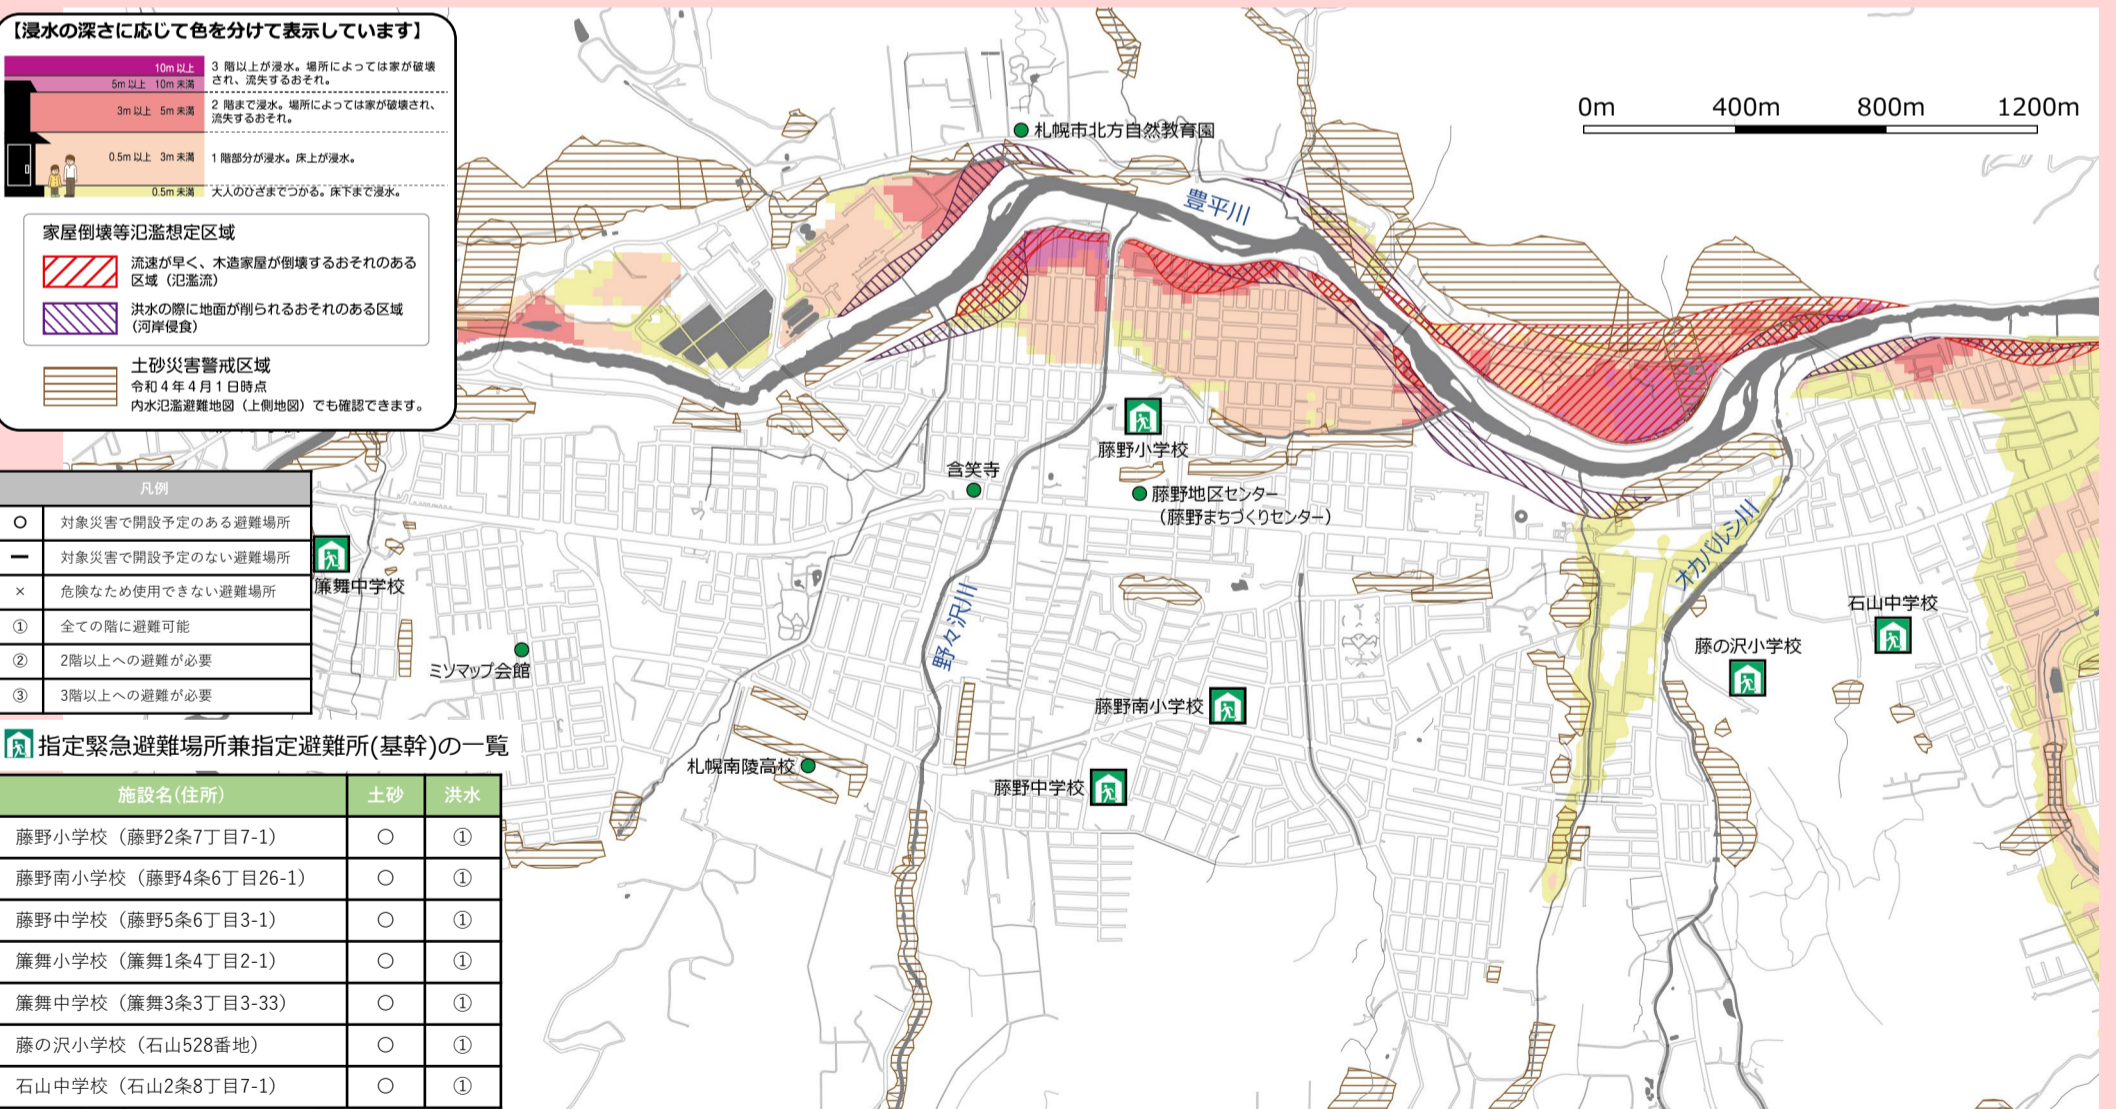 【浸水の深さに応じて色を分けて表示しています】
10m 以上
3 階以上が浸水。場所によっては家が破壊
され、流失するおそれ。
5m 以上 10m 未満
3m 以上 5m 未満
2 階まで浸水。場所によっては家が破壊され、
流失するおそれ。
0.5m 以上 3m 未満
1 階部分が浸水。床上が浸水。
0.5m 未満
大人のひざまでつかる。床下まで浸水。
家屋倒壊等氾濫想定区域
流速が早く、木造家屋が倒壊するおそれのある
区域（氾濫流）
洪水の際に地面が削られるおそれのある区域
（河岸侵食）
土砂災害警戒区域
令和４年４月１日時点
内水氾濫避難地図（上側地図）でも確認できます。
凡例
○ 対象災害で開設予定のある避難場所
ー 対象災害で開設予定のない避難場所
× 危険なため使用できない避難場所
① 全ての階に避難可能
② 2階以上への避難が必要
③ 3階以上への避難が必要
指定緊急避難場所兼指定避難所(基幹)の一覧
施設名(住所) 土砂 洪水
藤野小学校（藤野2条7丁目7-1） ○ ①
藤野南小学校（藤野4条6丁目26-1） ○ ①
藤野中学校（藤野5条6丁目3-1） ○ ①
簾舞小学校（簾舞1条4丁目2-1） ○ ①
簾舞中学校（簾舞3条3丁目3-33） ○ ①
藤の沢小学校（石山528番地） ○ ①
石山中学校（石山2条8丁目7-1） ○ ①
0m 400m 800m 1200m
札幌市北方自然教育園
豊平川
藤野小学校
含笑寺
藤野地区センター
（藤野まちづくりセンター）
オカバルシ川
簾舞中学校
野々沢川
石山中学校
藤の沢小学校
ミソマップ会館
藤野南小学校
札幌南陵高校
藤野中学校